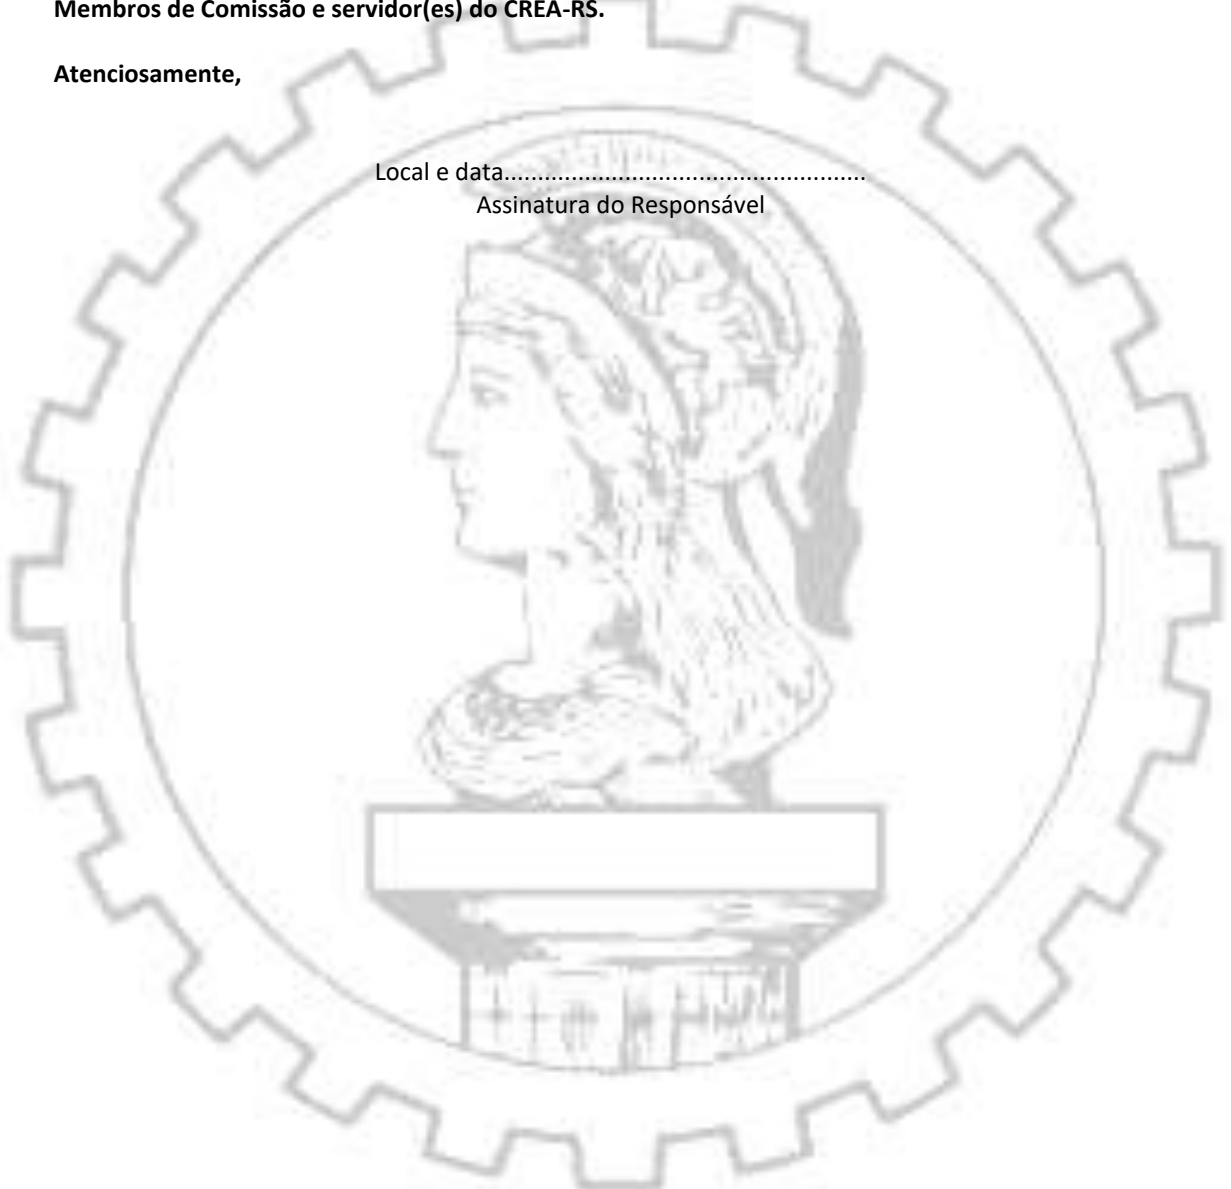 Membros de Comissão e servidor(es) do CREA-RS.
Atenciosamente,
Local e data......................................................
Assinatura do Responsável